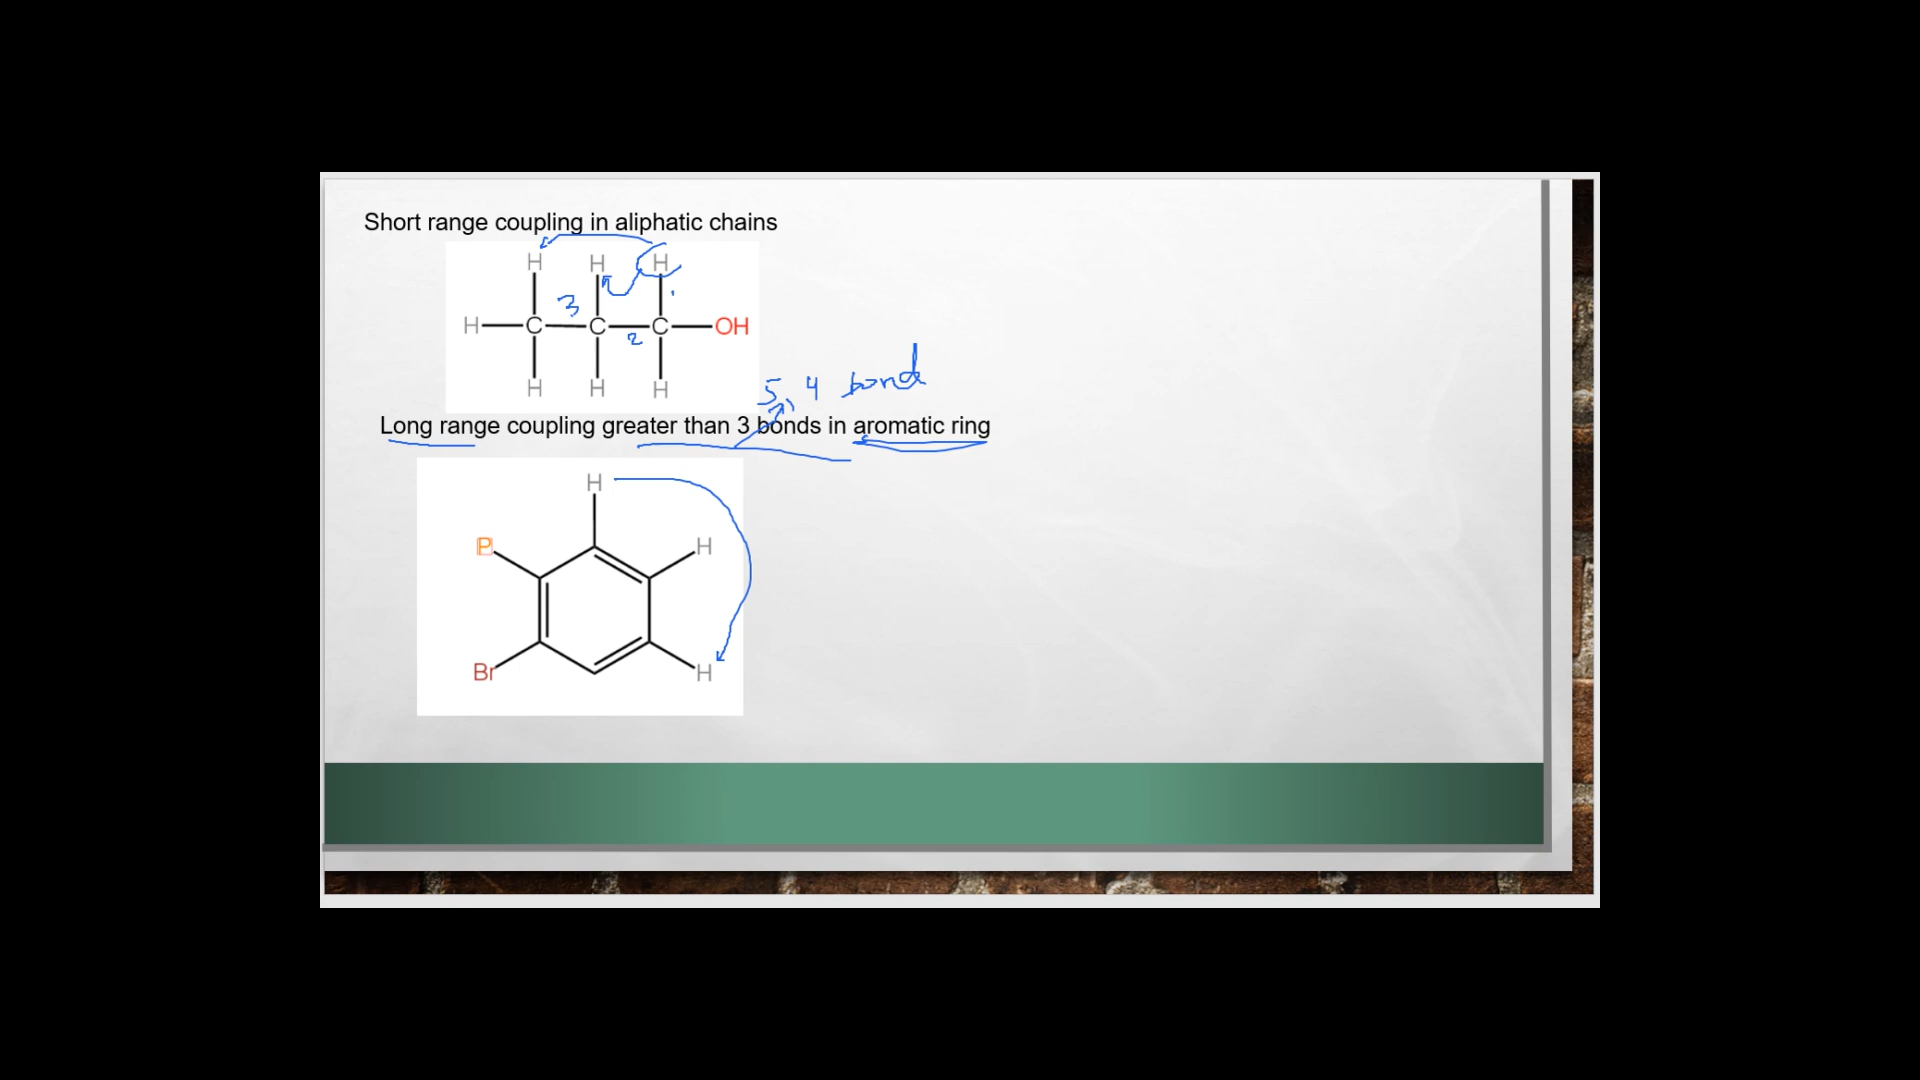 Short range coupling in aliphatic chains
H H H
3
H C C C OH
2
H H H
5, 4 bond
Long range coupling greater than 3 bonds in aromatic ring
H
P H
Br H